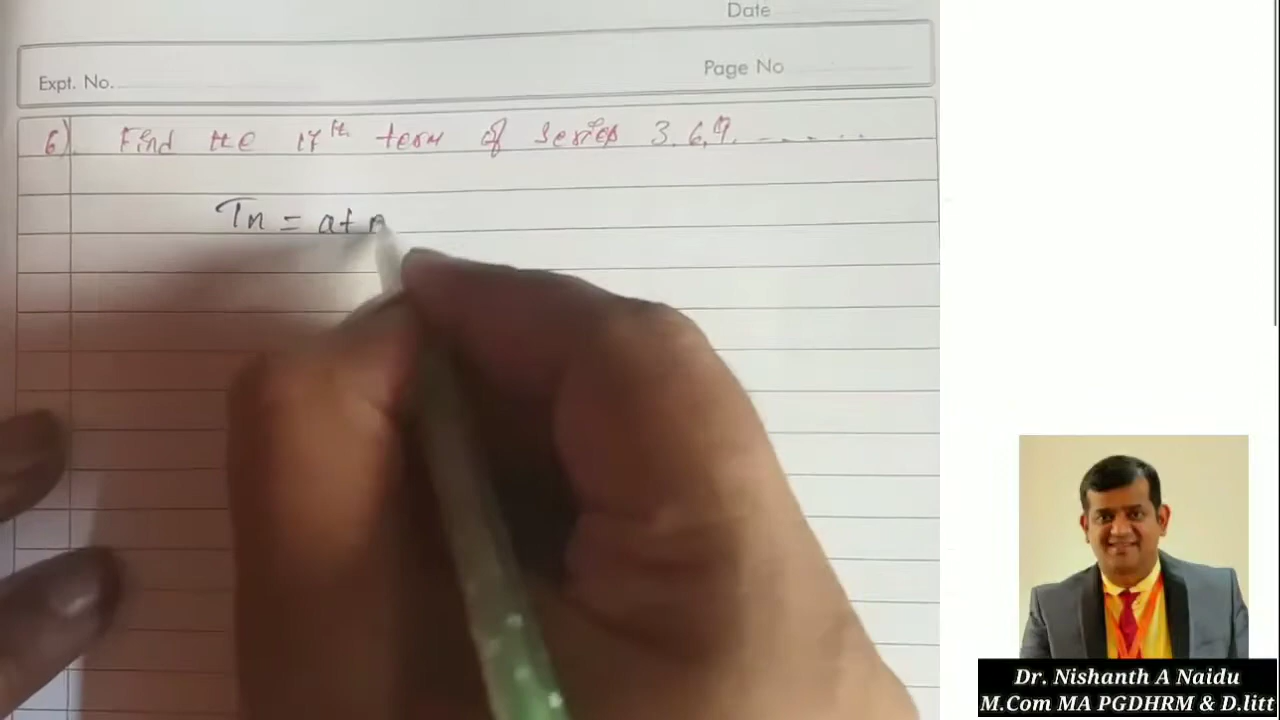 Date
Expt. No.
Page No
6). Find the 17th term of series 3, 6, 9, ------
Tn = a + n
Dr. Nishanth A Naidu
M.Com MA PGDHRM & D.litt